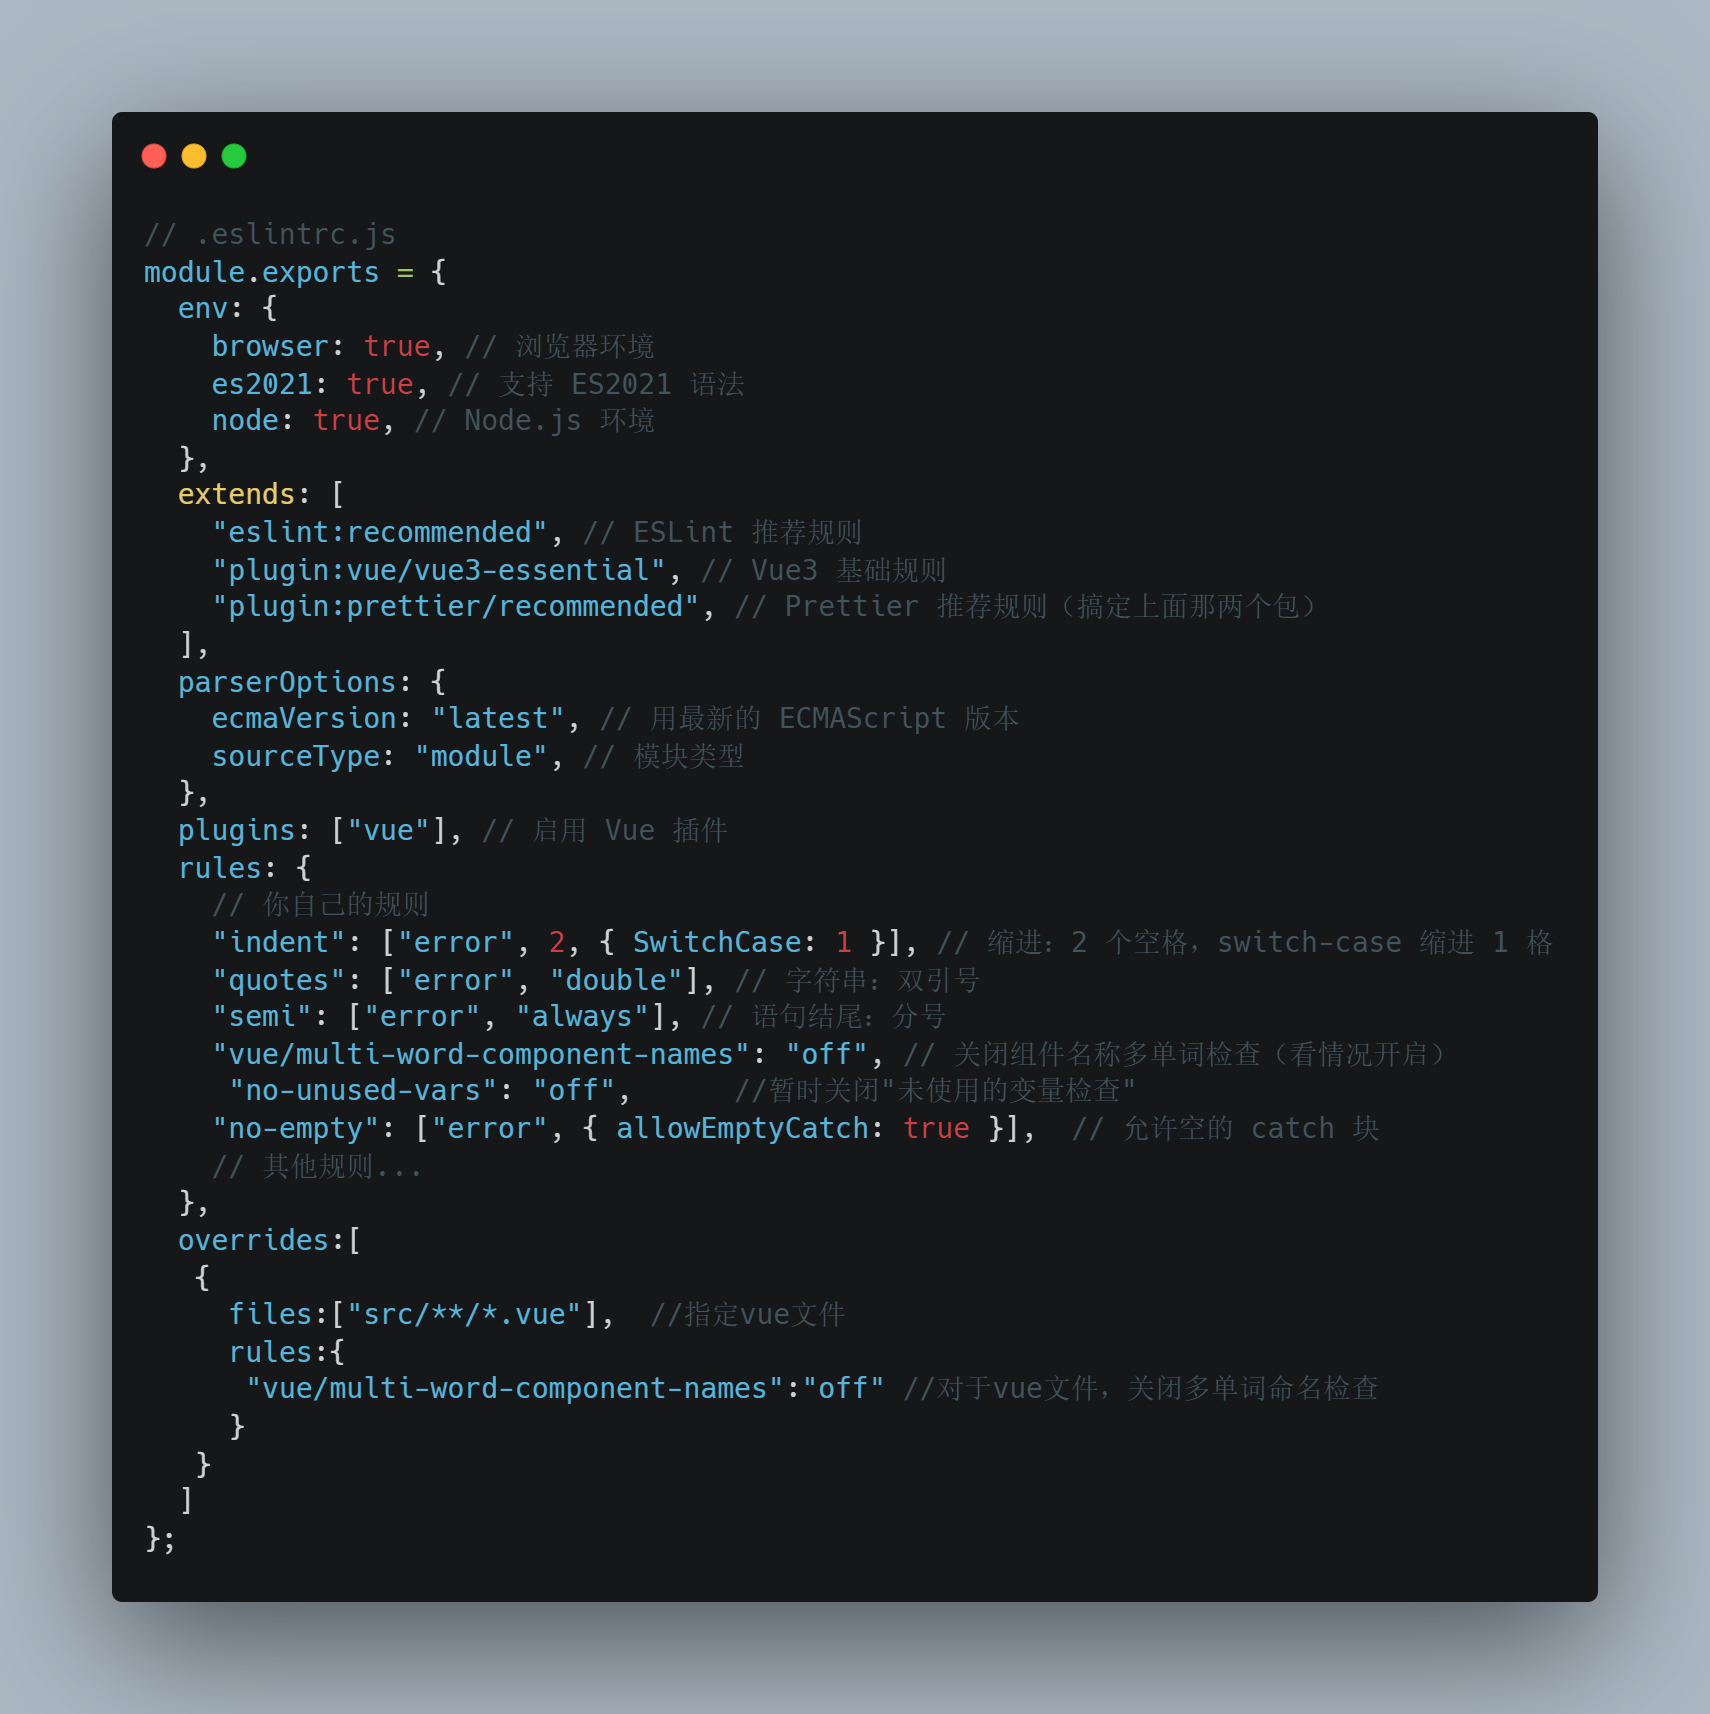 // .eslintrc.js
module.exports = {
  env: {
    browser: true, // 浏览器环境
    es2021: true, // 支持 ES2021 语法
    node: true, // Node.js 环境
  },
  extends: [
    "eslint:recommended", // ESLint 推荐规则
    "plugin:vue/vue3-essential", // Vue3 基础规则
    "plugin:prettier/recommended", // Prettier 推荐规则（搞定上面那两个包）
  ],
  parserOptions: {
    ecmaVersion: "latest", // 用最新的 ECMAScript 版本
    sourceType: "module", // 模块类型
  },
  plugins: ["vue"], // 启用 Vue 插件
  rules: {
    // 你自己的规则
    "indent": ["error", 2, { SwitchCase: 1 }], // 缩进：2 个空格，switch-case 缩进 1 格
    "quotes": ["error", "double"], // 字符串：双引号
    "semi": ["error", "always"], // 语句结尾：分号
    "vue/multi-word-component-names": "off", // 关闭组件名称多单词检查（看情况开启）
     "no-unused-vars": "off",      //暂时关闭"未使用的变量检查"
    "no-empty": ["error", { allowEmptyCatch: true }],  // 允许空的 catch 块
    // 其他规则...
  },
  overrides:[
   {
     files:["src/**/*.vue"],  //指定vue文件
     rules:{
      "vue/multi-word-component-names":"off" //对于vue文件，关闭多单词命名检查
     }
   }
  ]
};